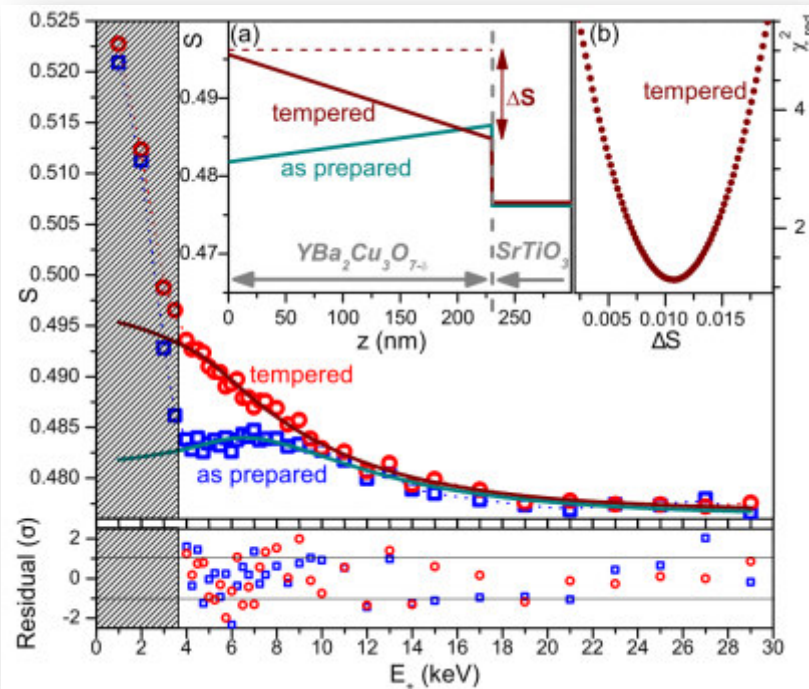 0.525
0.520
0.515
0.510
0.505
0.500
0.495
0.490
0.485
0.480
S
S
(a)
0.495
0.48
0.47
tempered
as prepared
ΔS
YBa₂Cu₃O₇₋δ
SrTiO₃
0 50 100 150 200 250
z (nm)
(b)
tempered
χ²red
4
2
0.005 0.010 0.015
ΔS
tempered
as prepared
Residual (σ)
2
0
-2
0 2 4 6 8 10 12 14 16 18 20 22 24 26 28 30
E₊ (keV)